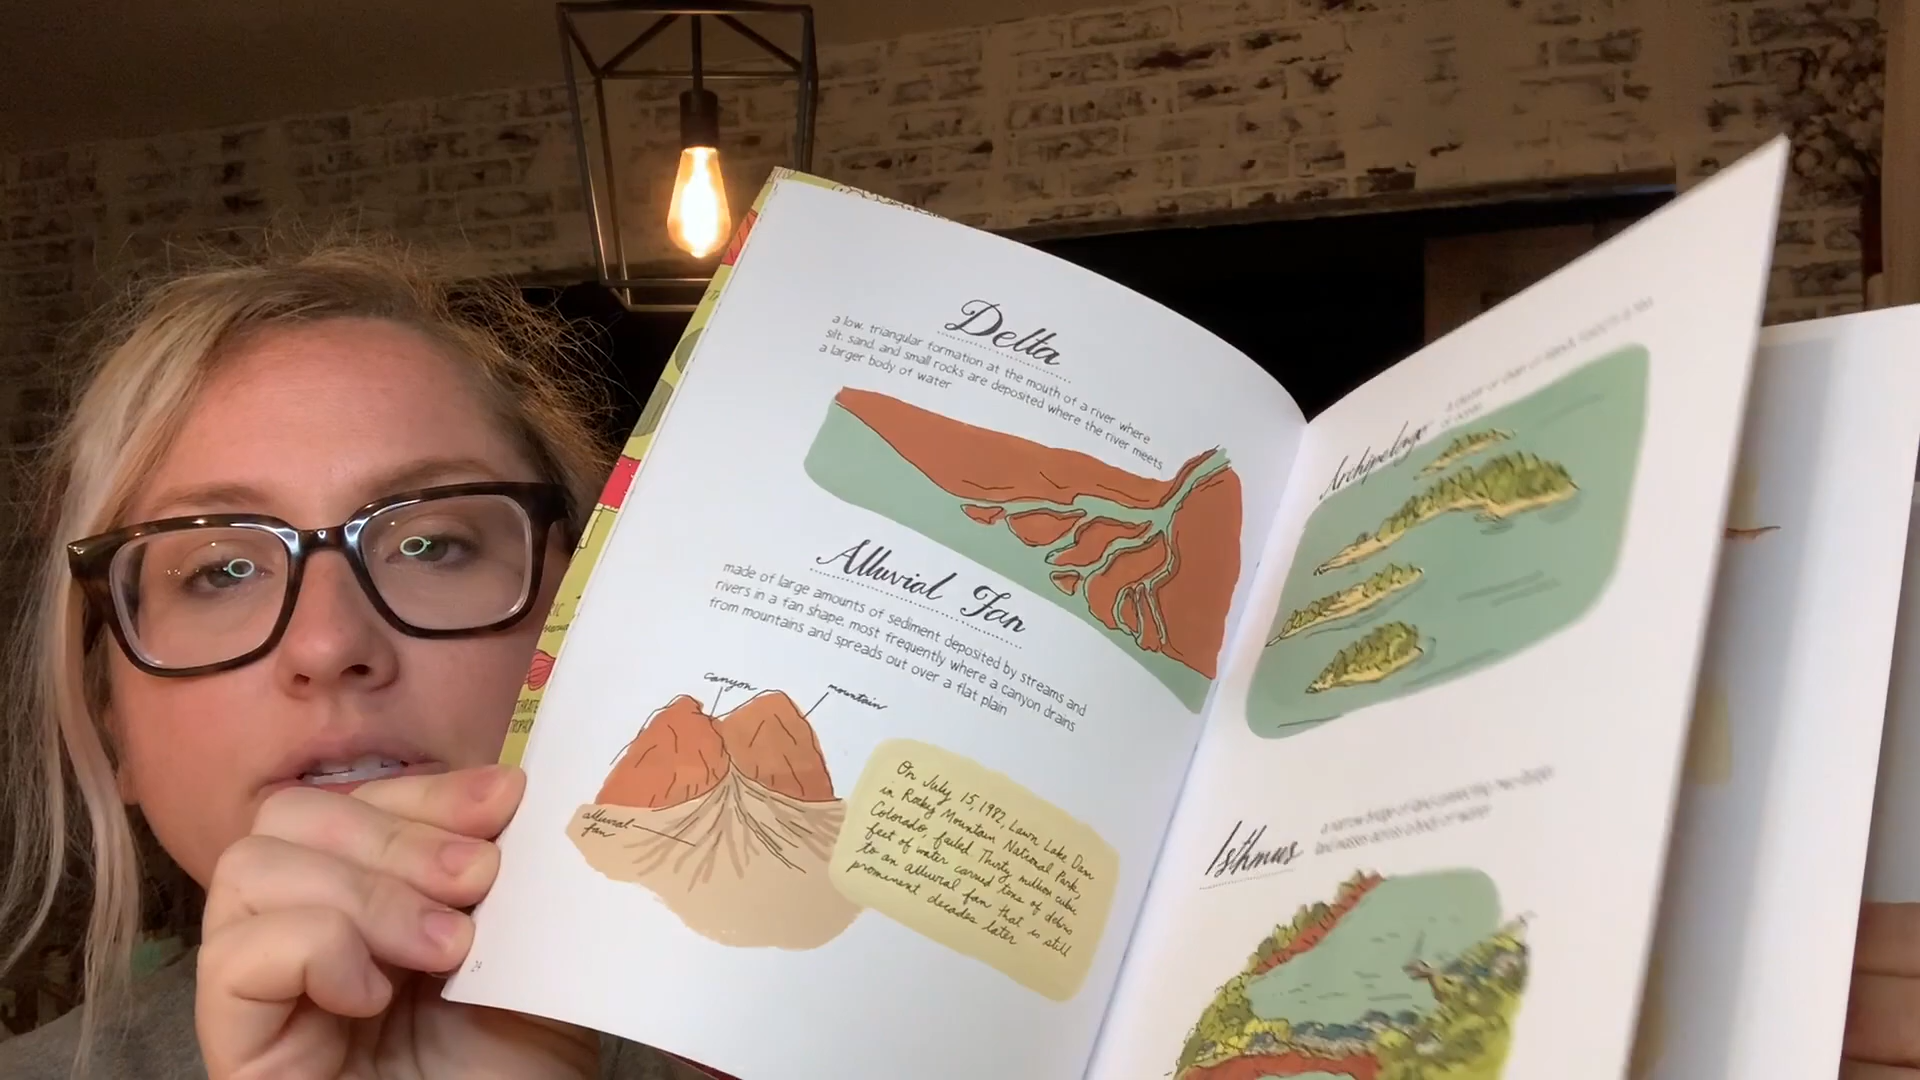 Delta
a low, triangular formation at the mouth of a river where
silt, sand, and small rocks are deposited where the river meets
a larger body of water
Alluvial Fan
made of large amounts of sediment deposited by streams and
rivers in a fan shape, most frequently where a canyon drains
from mountains and spreads out over a flat plain
canyon
mountain
alluvial
fan
On July 15, 1982, Lawn Lake Dam
in Rocky Mountain National Park,
Colorado, failed. Thirty million cubic
feet of water carried tons of debris
to an alluvial fan that is still
prominent decades later
24
Archipelago
Isthmus